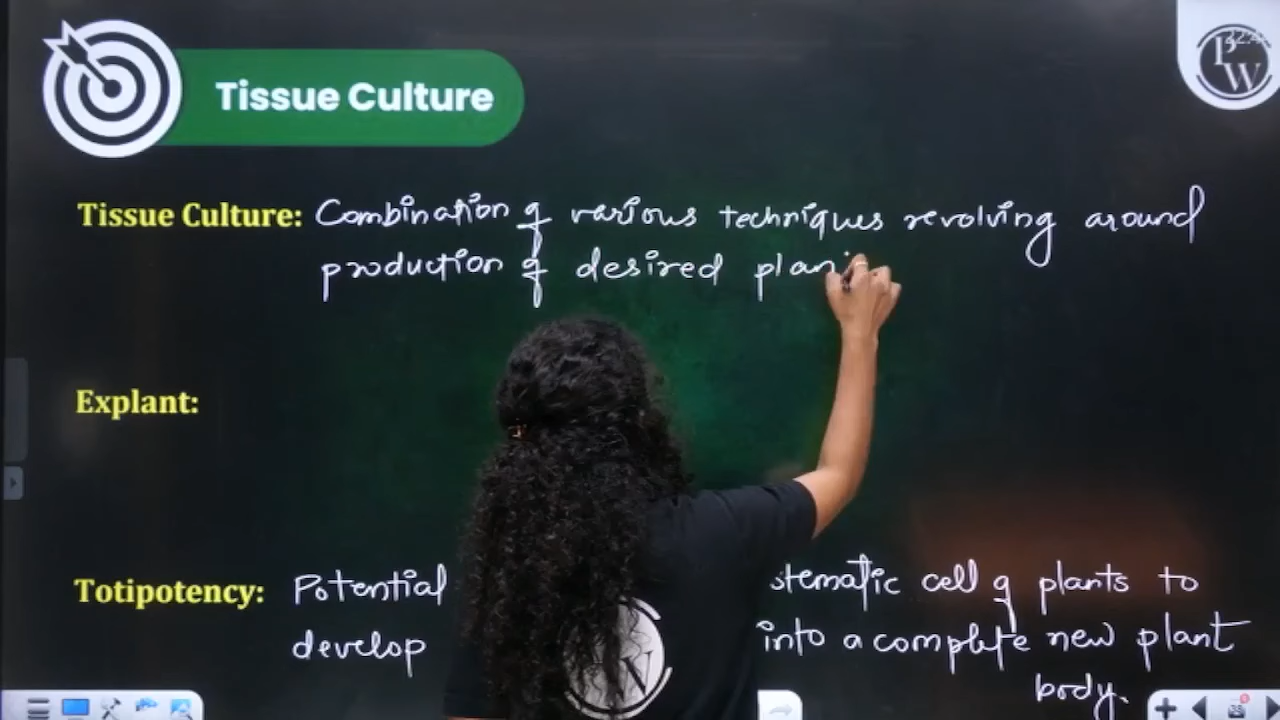 Tissue Culture
PW
Tissue Culture: Combination of various techniques revolving around
production of desired plan
Explant:
Totipotency: Potential stematic cell of plants to
develop into a complete new plant
body.
W